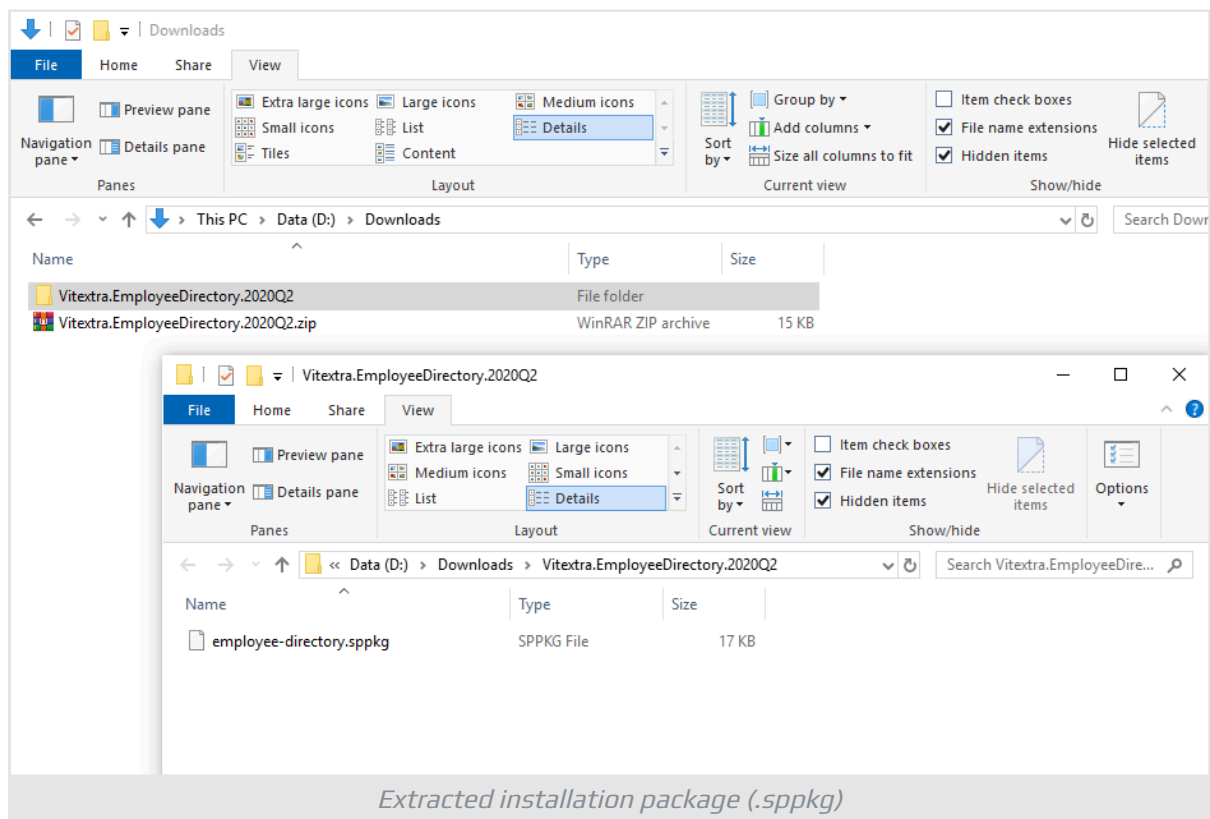 Downloads
File Home Share View
Navigation pane Preview pane Details pane
Extra large icons Large icons Medium icons
Small icons List Details
Tiles Content
Sort by Group by Add columns Size all columns to fit
Item check boxes
File name extensions
Hidden items
Hide selected items
Panes Layout Current view Show/hide
This PC > Data (D:) > Downloads Search Dow
Name Type Size
Vitextra.EmployeeDirectory.2020Q2 File folder
Vitextra.EmployeeDirectory.2020Q2.zip WinRAR ZIP archive 15 KB
Vitextra.EmployeeDirectory.2020Q2
File Home Share View
Navigation pane Preview pane Details pane
Extra large icons Large icons
Medium icons Small icons
List Details
Sort by
Item check boxes
File name extensions
Hidden items
Hide selected items
Options
Panes Layout Current view Show/hide
« Data (D:) > Downloads > Vitextra.EmployeeDirectory.2020Q2 Search Vitextra.EmployeeDire...
Name Type Size
employee-directory.sppkg SPPKG File 17 KB
Extracted installation package (.sppkg)